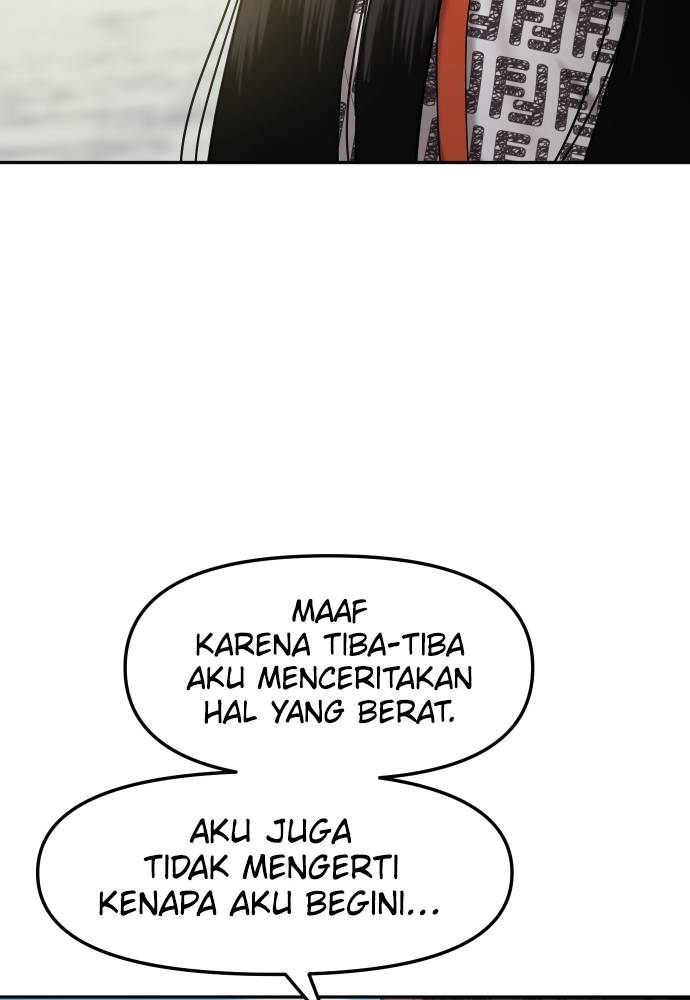 MAAF
KARENA TIBA-TIBA
AKU MENCERITAKAN
HAL YANG BERAT.
AKU JUGA
TIDAK MENGERTI
KENAPA AKU BEGINI...